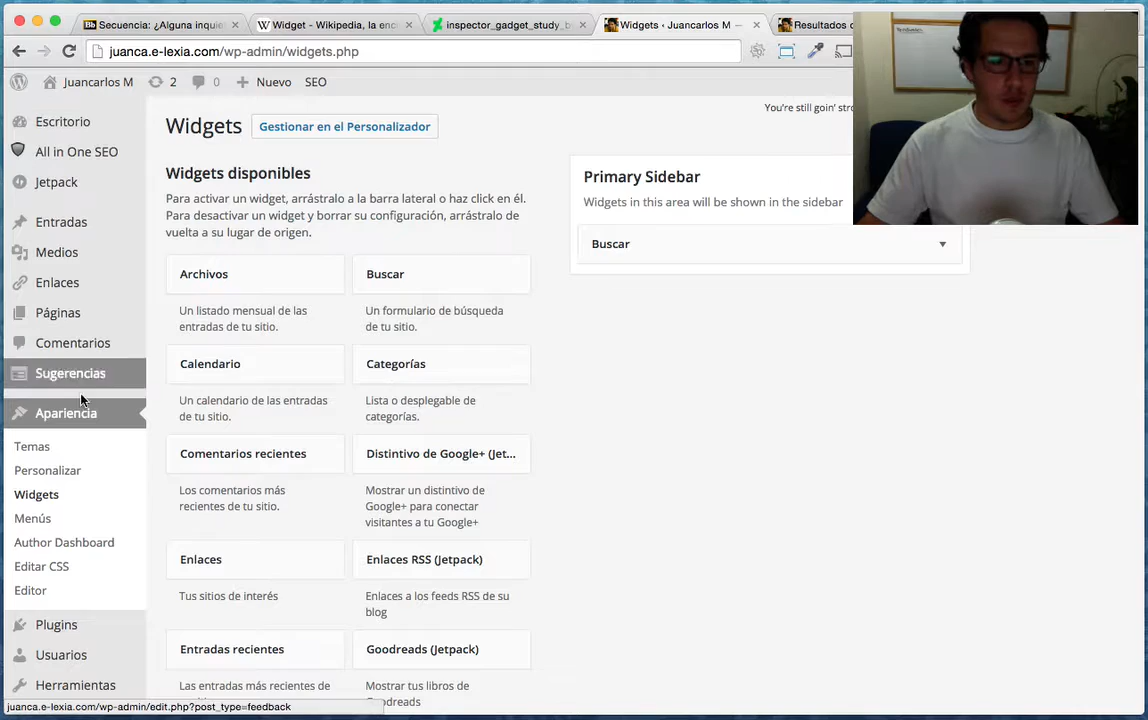 Secuencia: ¿Alguna inquie
Widget - Wikipedia, la enc
inspector_gadget_study_b
Widgets ‹ Juancarlos M —
Resultados d
juanca.e-lexia.com/wp-admin/widgets.php
Juancarlos M
2
0
Nuevo
SEO
You're still goin' stro
Escritorio
All in One SEO
Jetpack
Entradas
Medios
Enlaces
Páginas
Comentarios
Sugerencias
Apariencia
Temas
Personalizar
Widgets
Menús
Author Dashboard
Editar CSS
Editor
Plugins
Usuarios
Herramientas
juanca.e-lexia.com/wp-admin/edit.php?post_type=feedback
Widgets
Gestionar en el Personalizador
Widgets disponibles
Para activar un widget, arrástralo a la barra lateral o haz click en él.
Para desactivar un widget y borrar su configuración, arrástralo de
vuelta a su lugar de origen.
Archivos
Un listado mensual de las
entradas de tu sitio.
Buscar
Un formulario de búsqueda
de tu sitio.
Calendario
Un calendario de las entradas
de tu sitio.
Categorías
Lista o desplegable de
categorías.
Comentarios recientes
Los comentarios más
recientes de tu sitio.
Distintivo de Google+ (Jet...
Mostrar un distintivo de
Google+ para conectar
visitantes a tu Google+
Enlaces
Tus sitios de interés
Enlaces RSS (Jetpack)
Enlaces a los feeds RSS de su
blog
Entradas recientes
Las entradas más recientes de
Goodreads (Jetpack)
Mostrar tus libros de
Goodreads
Primary Sidebar
Widgets in this area will be shown in the sidebar
Buscar